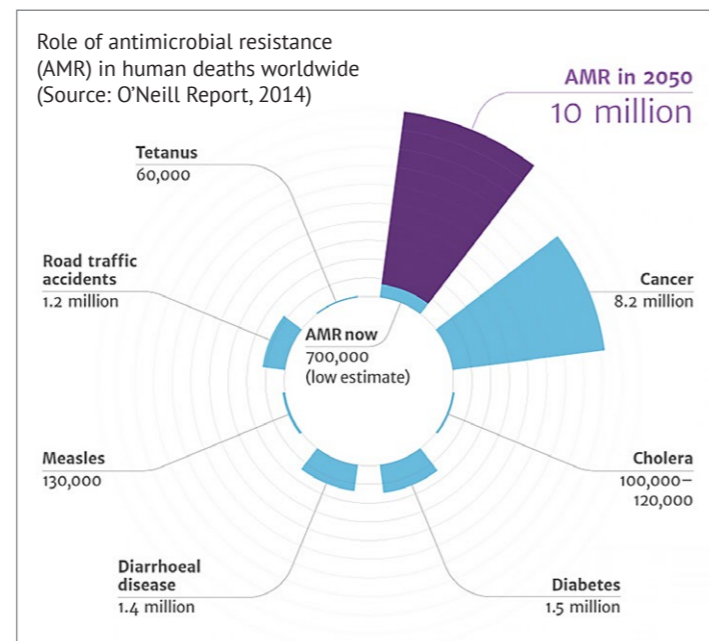 Role of antimicrobial resistance
(AMR) in human deaths worldwide
(Source: O’Neill Report, 2014)
AMR in 2050
10 million
Tetanus
60,000
Road traffic
accidents
1.2 million
Cancer
8.2 million
AMR now
700,000
(low estimate)
Measles
130,000
Cholera
100,000–
120,000
Diarrhoeal
disease
1.4 million
Diabetes
1.5 million